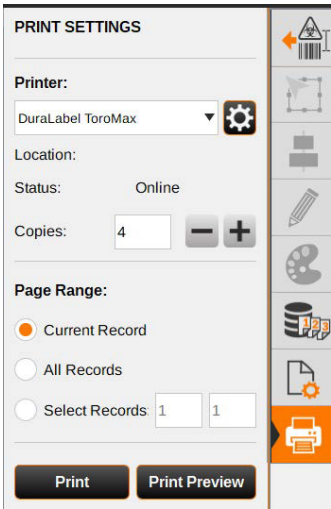 PRINT SETTINGS
Printer:
DuraLabel ToroMax
Location:
Status: Online
Copies: 4
Page Range:
Current Record
All Records
Select Records: 1 1
Print Print Preview
123